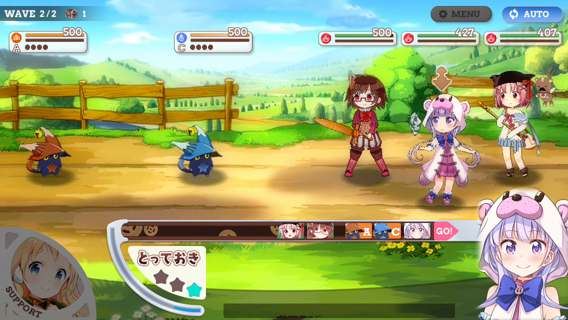 WAVE 2/2 1
MENU
AUTO
500
A
500
C
500
427
407
A C GO!
とっておき
SUPPORT